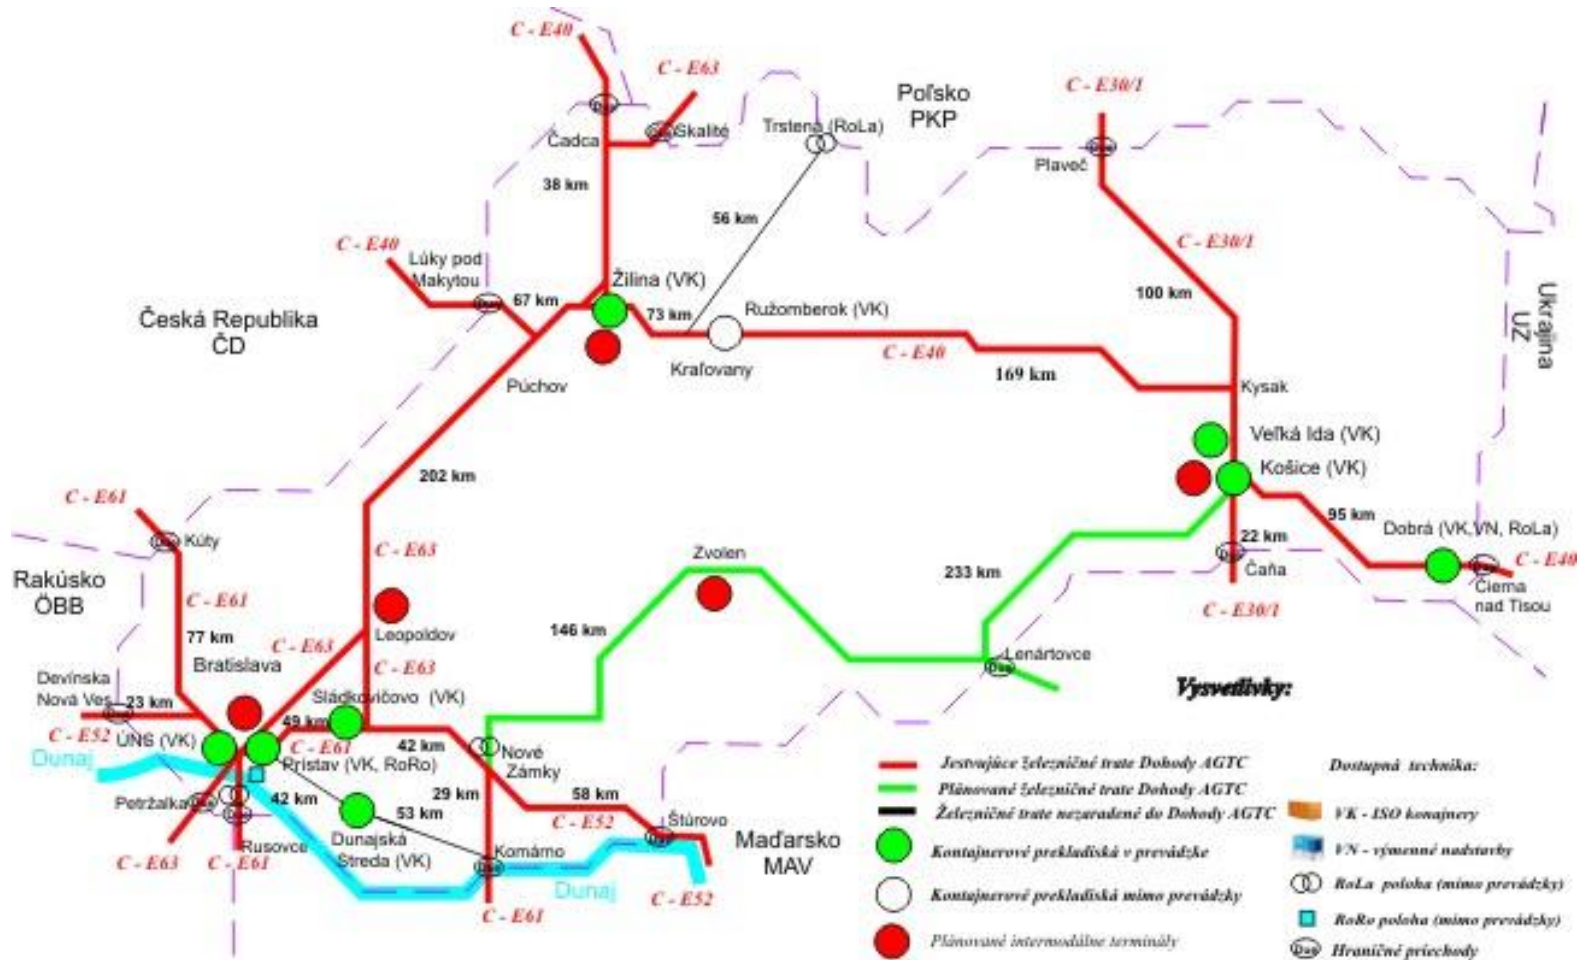 C - E40
C - E63
Poľsko
PKP
C - E30/1
Skalité
Trstena (RoLa)
Čadca
Plaveč
38 km
56 km
C - E40
C - E30/1
Lúky pod
Makytou
Žilina (VK)
67 km
100 km
Ukrajina
UZ
Česká Republika
ČD
73 km
Ružomberok (VK)
C - E40
Kraľovany
169 km
Púchov
Kysak
Veľká Ida (VK)
Košice (VK)
202 km
C - E61
95 km
Dobrá (VK,VN, RoLa)
Kúty
C - E63
22 km
Zvolen
Čaňa
C - E40
Čierna
nad Tisou
Rakúsko
ÖBB
233 km
C - E61
C - E30/1
77 km
C - E63
Leopoldov
146 km
Bratislava
C - E63
Lenártovce
Devínska
Nová Ves
23 km
Sládkovičovo (VK)
Vysvetlivky:
49 km
C - E52
ÚNS (VK)
C - E61
42 km
Nové
Zámky
Dunaj
Prístav (VK, RoRo)
Jestvujúce železničné trate Dohody AGTC
Dostupná technika:
Petržalka
42 km
29 km
58 km
Plánované železničné trate Dohody AGTC
53 km
C - E52
Železničné trate nezaradené do Dohody AGTC
VK - ISO konajnery
Rusovce
Dunajská
Streda (VK)
Štúrovo
Maďarsko
MAV
Kontajnerové prekladiská v prevádzke
VN - výmenné nadstavby
C - E63
C - E61
Komárno
Dunaj
RoLa poloha (mimo prevádzky)
C - E52
Kontajnerové prekladiská mimo prevádzky
C - E61
RoRo poloha (mimo prevádzky)
Plánované intermodálne terminály
Hraničné priechody